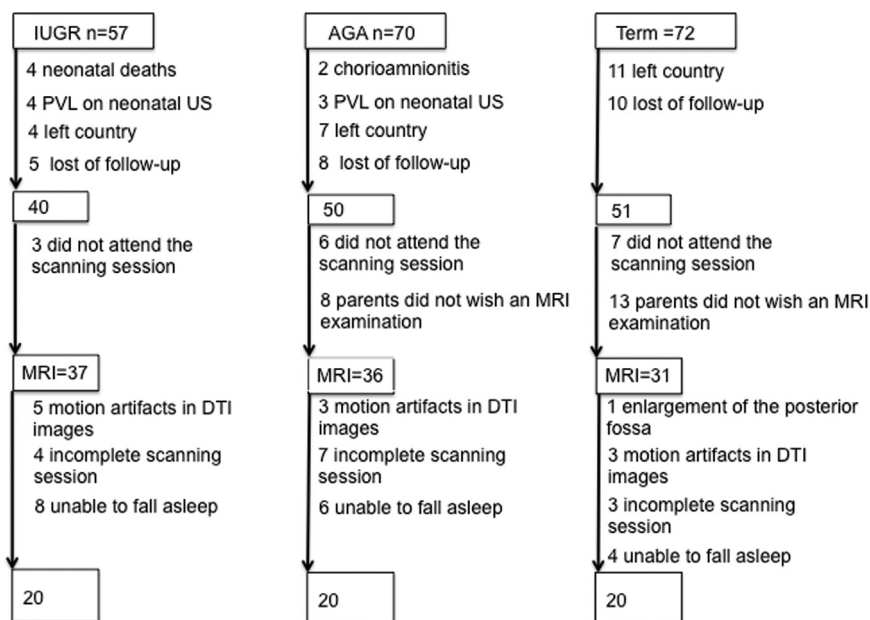 IUGR n=57
4 neonatal deaths
4 PVL on neonatal US
4 left country
5 lost of follow-up
40
3 did not attend the
scanning session
MRI=37
5 motion artifacts in DTI
images
4 incomplete scanning
session
8 unable to fall asleep
20
AGA n=70
2 chorioamnionitis
3 PVL on neonatal US
7 left country
8 lost of follow-up
50
6 did not attend the
scanning session
8 parents did not wish an MRI
examination
MRI=36
3 motion artifacts in DTI
images
7 incomplete scanning
session
6 unable to fall asleep
20
Term =72
11 left country
10 lost of follow-up
51
7 did not attend the
scanning session
13 parents did not wish an MRI
examination
MRI=31
1 enlargement of the posterior
fossa
3 motion artifacts in DTI
images
3 incomplete scanning
session
4 unable to fall asleep
20